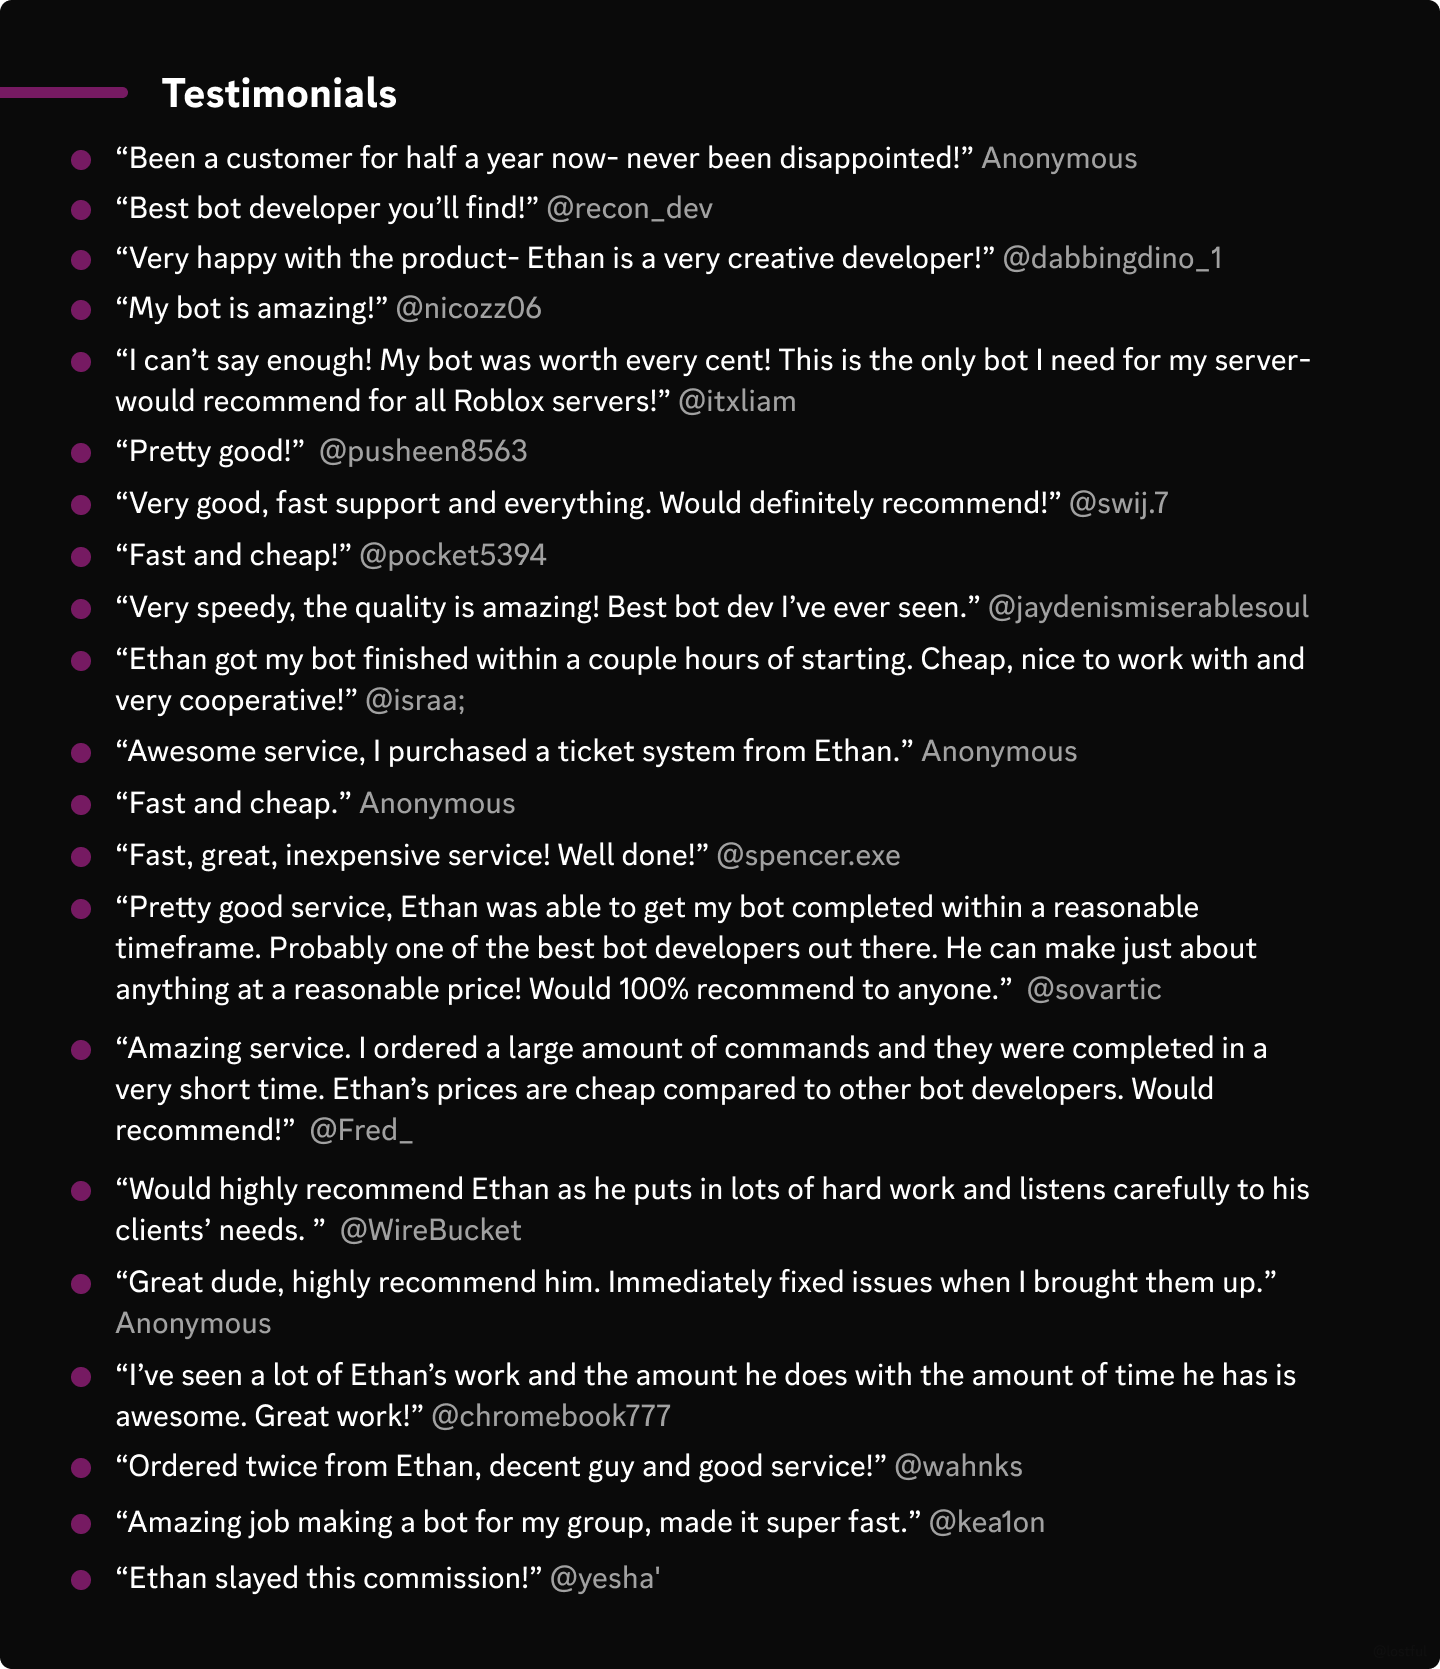 Testimonials
“Been a customer for half a year now- never been disappointed!” Anonymous
“Best bot developer you’ll find!” @recon_dev
“Very happy with the product- Ethan is a very creative developer!” @dabbingdino_1
“My bot is amazing!” @nicozz06
“I can’t say enough! My bot was worth every cent! This is the only bot I need for my server-
would recommend for all Roblox servers!” @itxliam
“Pretty good!” @pusheen8563
“Very good, fast support and everything. Would definitely recommend!” @swij.7
“Fast and cheap!” @pocket5394
“Very speedy, the quality is amazing! Best bot dev I’ve ever seen.” @jaydenismiserablesoul
“Ethan got my bot finished within a couple hours of starting. Cheap, nice to work with and
very cooperative!” @israa;
“Awesome service, I purchased a ticket system from Ethan.” Anonymous
“Fast and cheap.” Anonymous
“Fast, great, inexpensive service! Well done!” @spencer.exe
“Pretty good service, Ethan was able to get my bot completed within a reasonable
timeframe. Probably one of the best bot developers out there. He can make just about
anything at a reasonable price! Would 100% recommend to anyone.” @sovartic
“Amazing service. I ordered a large amount of commands and they were completed in a
very short time. Ethan’s prices are cheap compared to other bot developers. Would
recommend!” @Fred_
“Would highly recommend Ethan as he puts in lots of hard work and listens carefully to his
clients’ needs. ” @WireBucket
“Great dude, highly recommend him. Immediately fixed issues when I brought them up.”
Anonymous
“I’ve seen a lot of Ethan’s work and the amount he does with the amount of time he has is
awesome. Great work!” @chromebook777
“Ordered twice from Ethan, decent guy and good service!” @wahnks
“Amazing job making a bot for my group, made it super fast.” @kea1on
“Ethan slayed this commission!” @yesha'